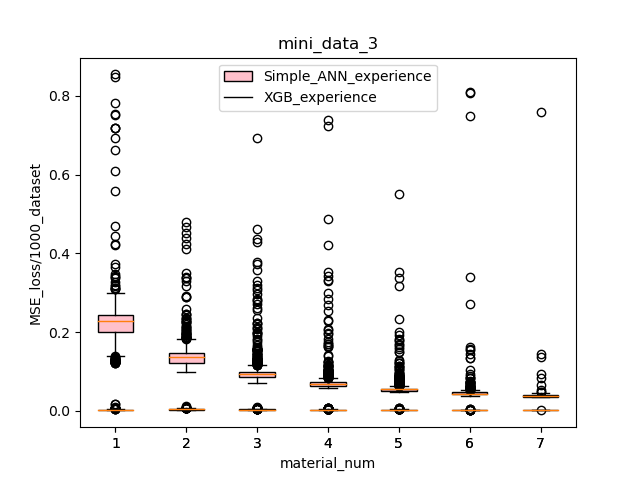 mini_data_3
Simple_ANN_experience
XGB_experience
0.8
0.6
0.4
0.2
0.0
MSE_loss/1000_dataset
1 2 3 4 5 6 7
material_num